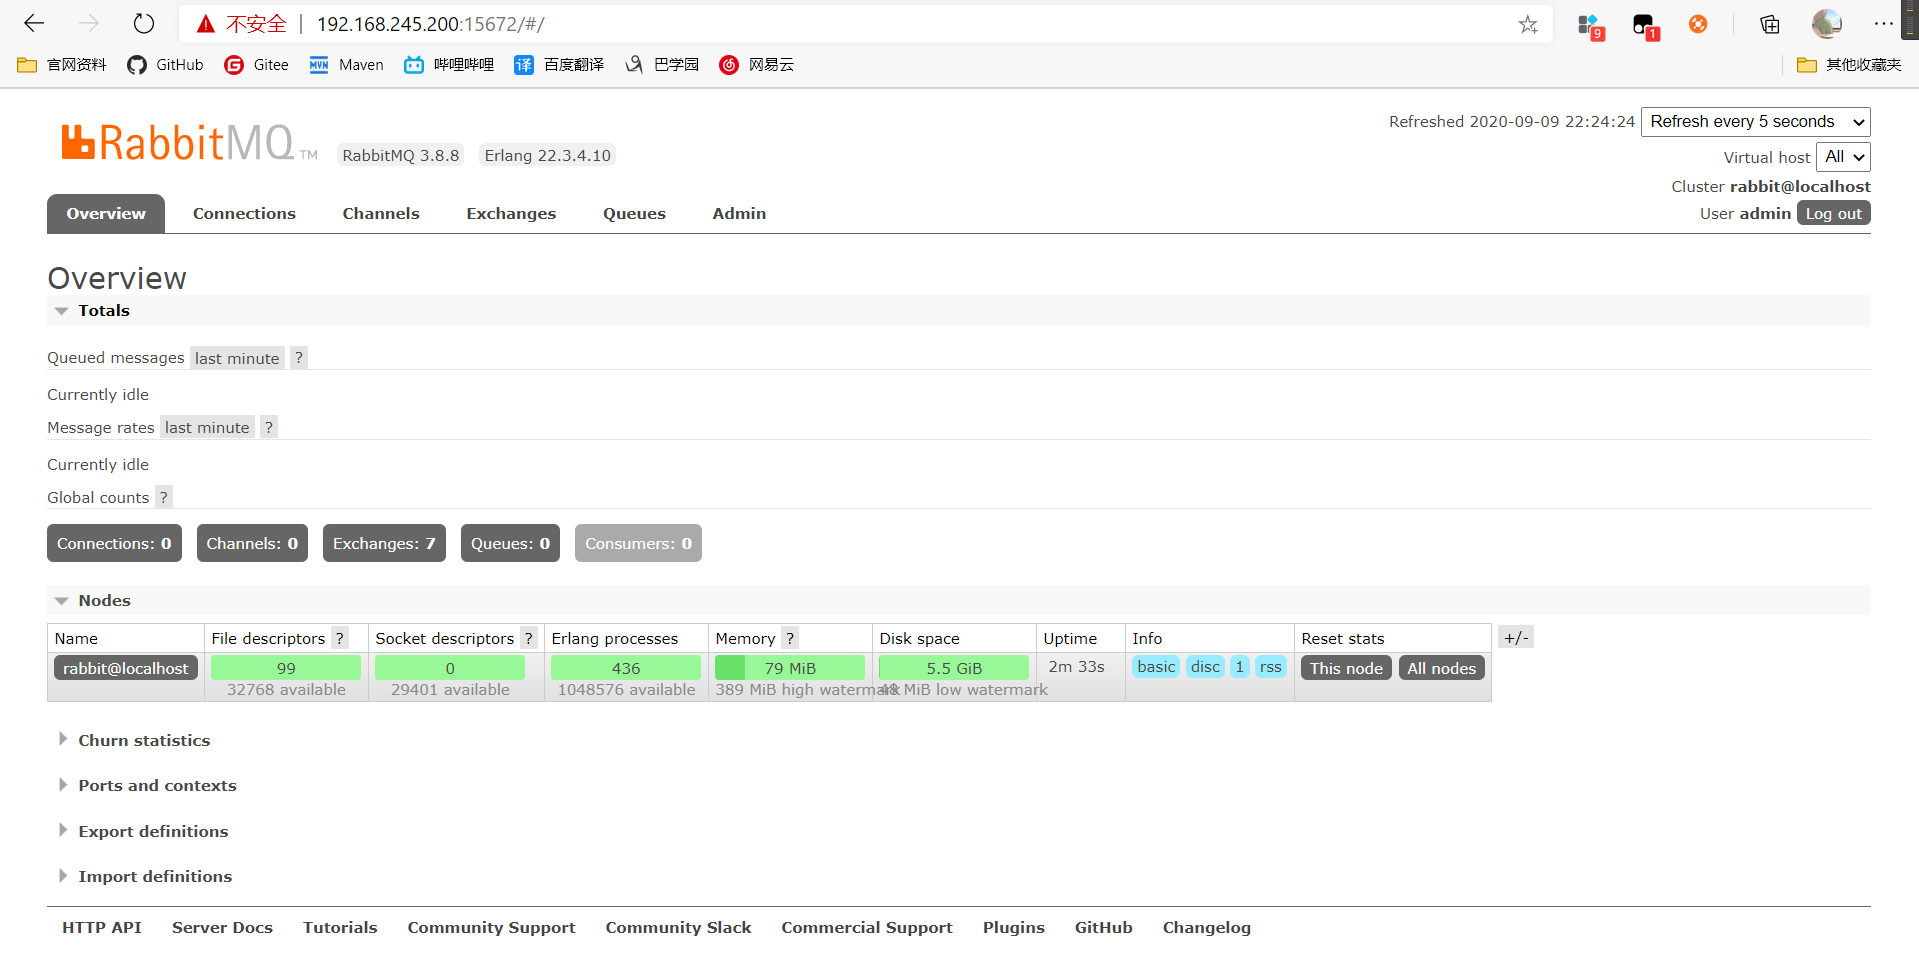 不安全 | 192.168.245.200:15672/#/
9
1
官网资料 GitHub Gitee Maven 哔哩哔哩 百度翻译 巴学园 网易云 其他收藏夹
RabbitMQ TM RabbitMQ 3.8.8 Erlang 22.3.4.10
Refreshed 2020-09-09 22:24:24 Refresh every 5 seconds
Virtual host All
Cluster rabbit@localhost
User admin Log out
Overview Connections Channels Exchanges Queues Admin
Overview
Totals
Queued messages last minute ?
Currently idle
Message rates last minute ?
Currently idle
Global counts ?
Connections: 0 Channels: 0 Exchanges: 7 Queues: 0 Consumers: 0
Nodes
Name File descriptors ? Socket descriptors ? Erlang processes Memory ? Disk space Uptime Info Reset stats +/-
rabbit@localhost 99 0 436 79 MiB 5.5 GiB 2m 33s basic disc 1 rss This node All nodes
32768 available 29401 available 1048576 available 389 MiB high watermark 48 MiB low watermark
Churn statistics
Ports and contexts
Export definitions
Import definitions
HTTP API Server Docs Tutorials Community Support Community Slack Commercial Support Plugins GitHub Changelog